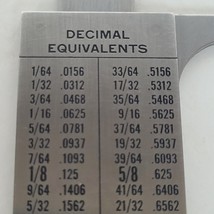 DECIMAL
EQUIVALENTS
1/64 .0156 33/64 .5156
1/32 .0312 17/32 .5312
3/64 .0468 35/64 .5468
1/16 .0625 9/16 .5625
5/64 .0781 37/64 .5781
3/32 .0937 19/32 .5937
7/64 .1093 39/64 .6093
1/8 .125 5/8 .625
9/64 .1406 41/64 .6406
5/32 .1562 21/32 .6562